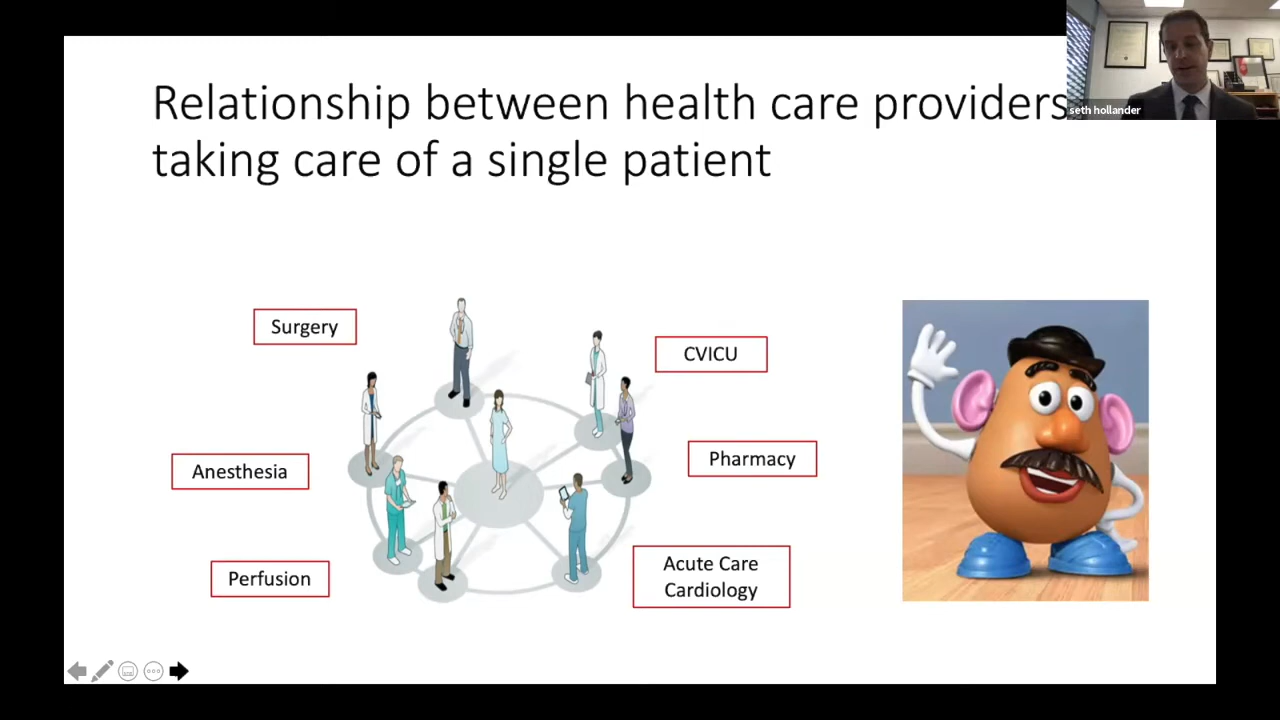 Relationship between health care providers
taking care of a single patient
seth hollander
Surgery
CVICU
Anesthesia
Pharmacy
Perfusion
Acute Care
Cardiology